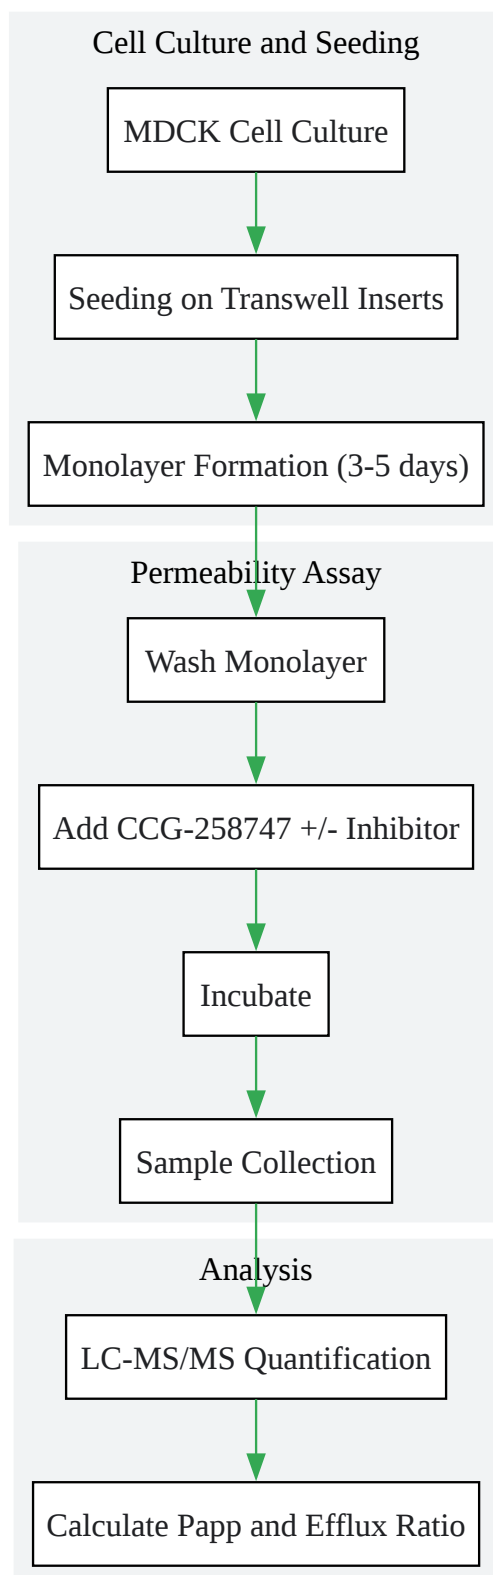 Cell Culture and Seeding
MDCK Cell Culture
Seeding on Transwell Inserts
Monolayer Formation (3-5 days)
Permeability Assay
Wash Monolayer
Add CCG-258747 +/- Inhibitor
Incubate
Sample Collection
Analysis
LC-MS/MS Quantification
Calculate Papp and Efflux Ratio